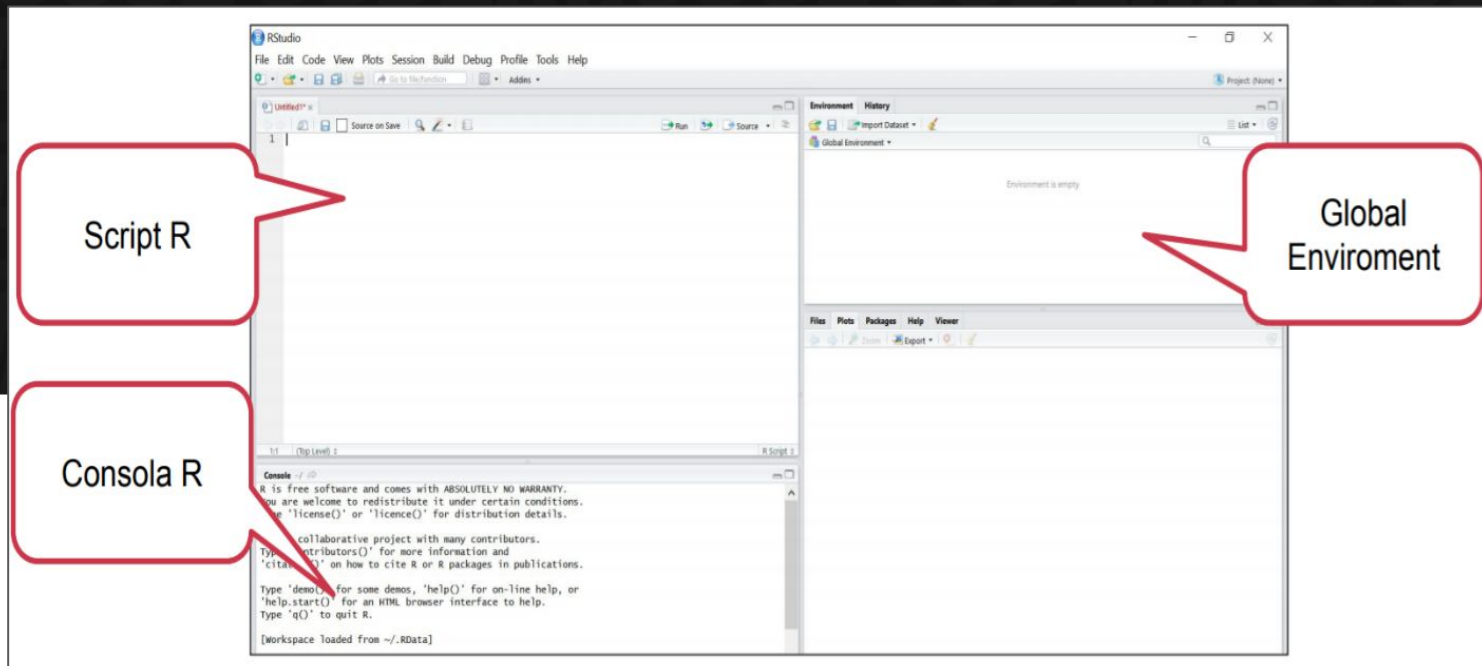 RStudio
File Edit Code View Plots Session Build Debug Profile Tools Help
Go to file/function Addins
Project: (None)
Untitled1* ×
Source on Save Run Source
1
1:1 (Top Level) R Script
Console ~/
R is free software and comes with ABSOLUTELY NO WARRANTY.
You are welcome to redistribute it under certain conditions.
'license()' or 'licence()' for distribution details.
collaborative project with many contributors.
'contributors()' for more information and
on how to cite R or R packages in publications.
Type 'demo()' for some demos, 'help()' for on-line help, or
'help.start()' for an HTML browser interface to help.
Type 'q()' to quit R.
[Workspace loaded from ~/.RData]
Environment History
Import Dataset List
Global Environment
Environment is empty
Files Plots Packages Help Viewer
Zoom Export
Script R
Consola R
Global
Enviroment